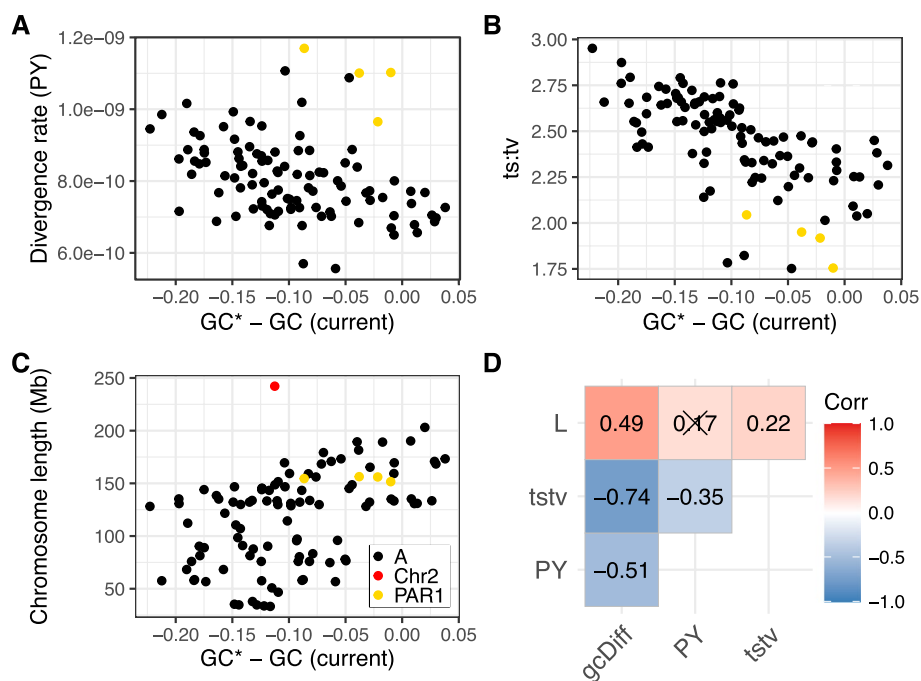 A
Divergence rate (PY)
1.2e−09
1.0e−09
8.0e−10
6.0e−10
−0.20 −0.15 −0.10 −0.05 0.00 0.05
GC* − GC (current)
B
ts:tv
3.00
2.75
2.50
2.25
2.00
1.75
−0.20 −0.15 −0.10 −0.05 0.00 0.05
GC* − GC (current)
C
Chromosome length (Mb)
250
200
150
100
50
A
Chr2
PAR1
−0.20 −0.15 −0.10 −0.05 0.00 0.05
GC* − GC (current)
D
L 0.49 0.17 0.22
tstv −0.74 −0.35
PY −0.51
gcDiff PY tstv
Corr
1.0
0.5
0.0
−0.5
−1.0